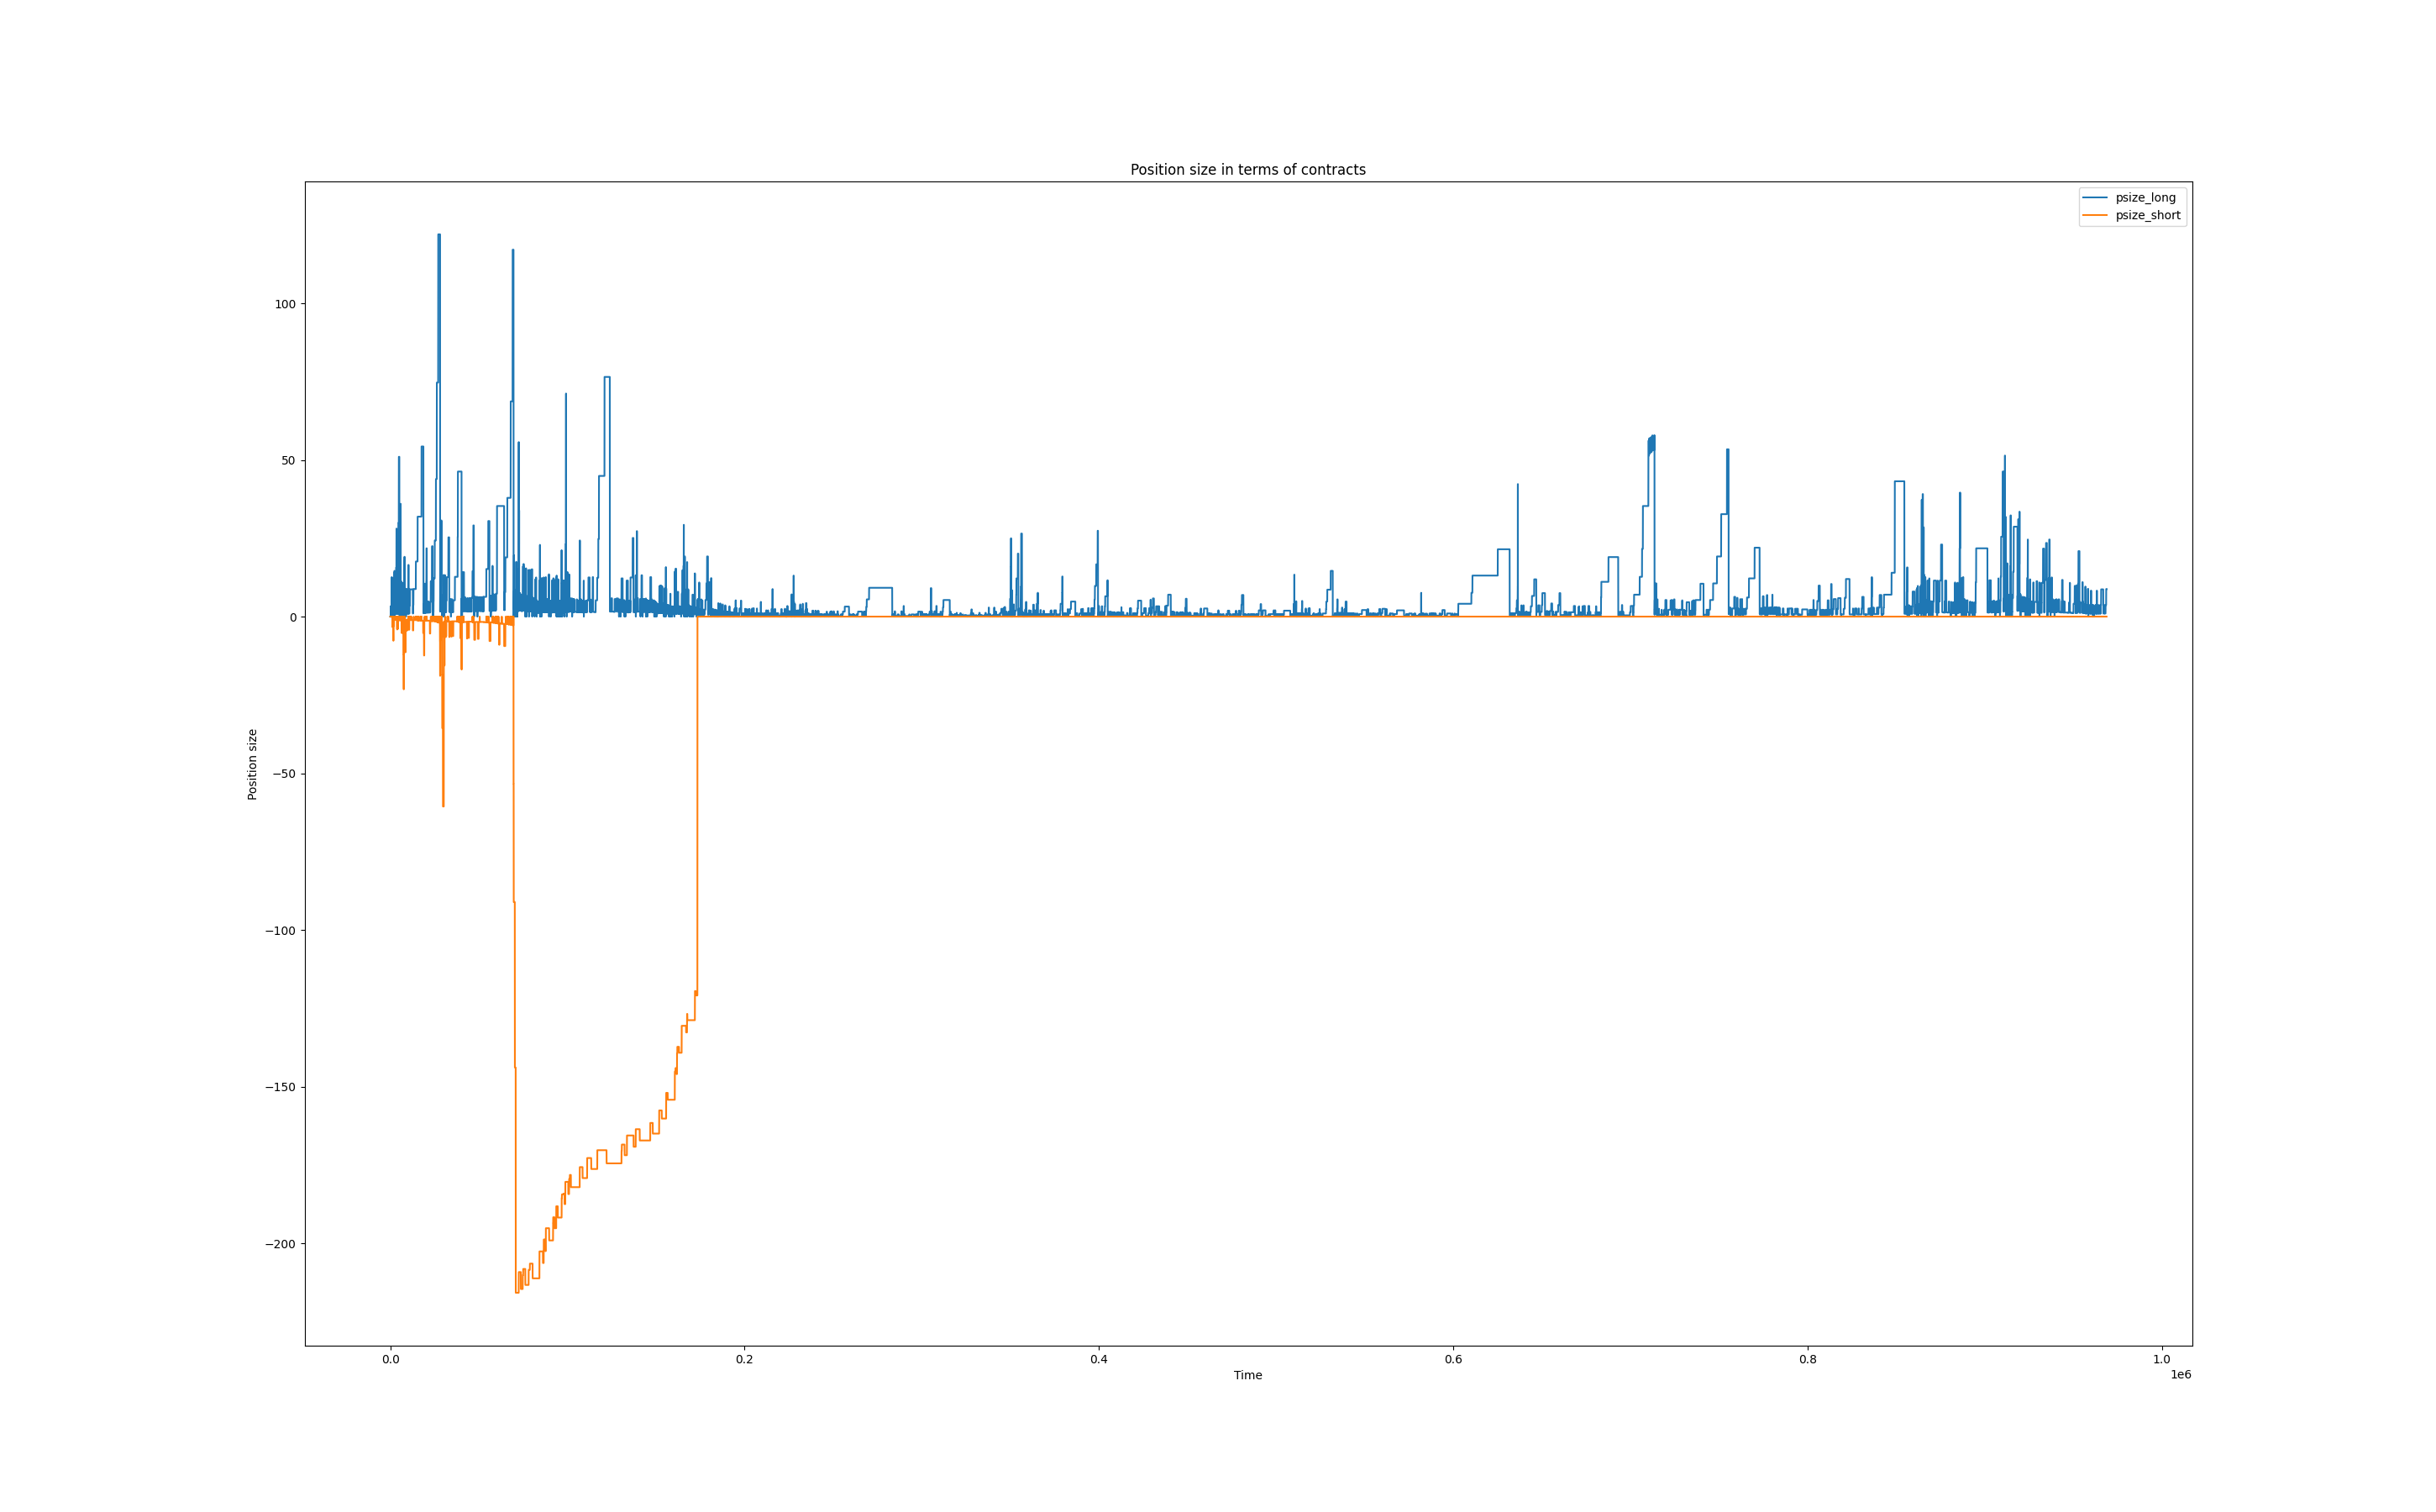 Position size in terms of contracts
psize_long
psize_short
Position size
100
50
0
−50
−100
−150
−200
0.0 0.2 0.4 0.6 0.8 1.0
Time
1e6